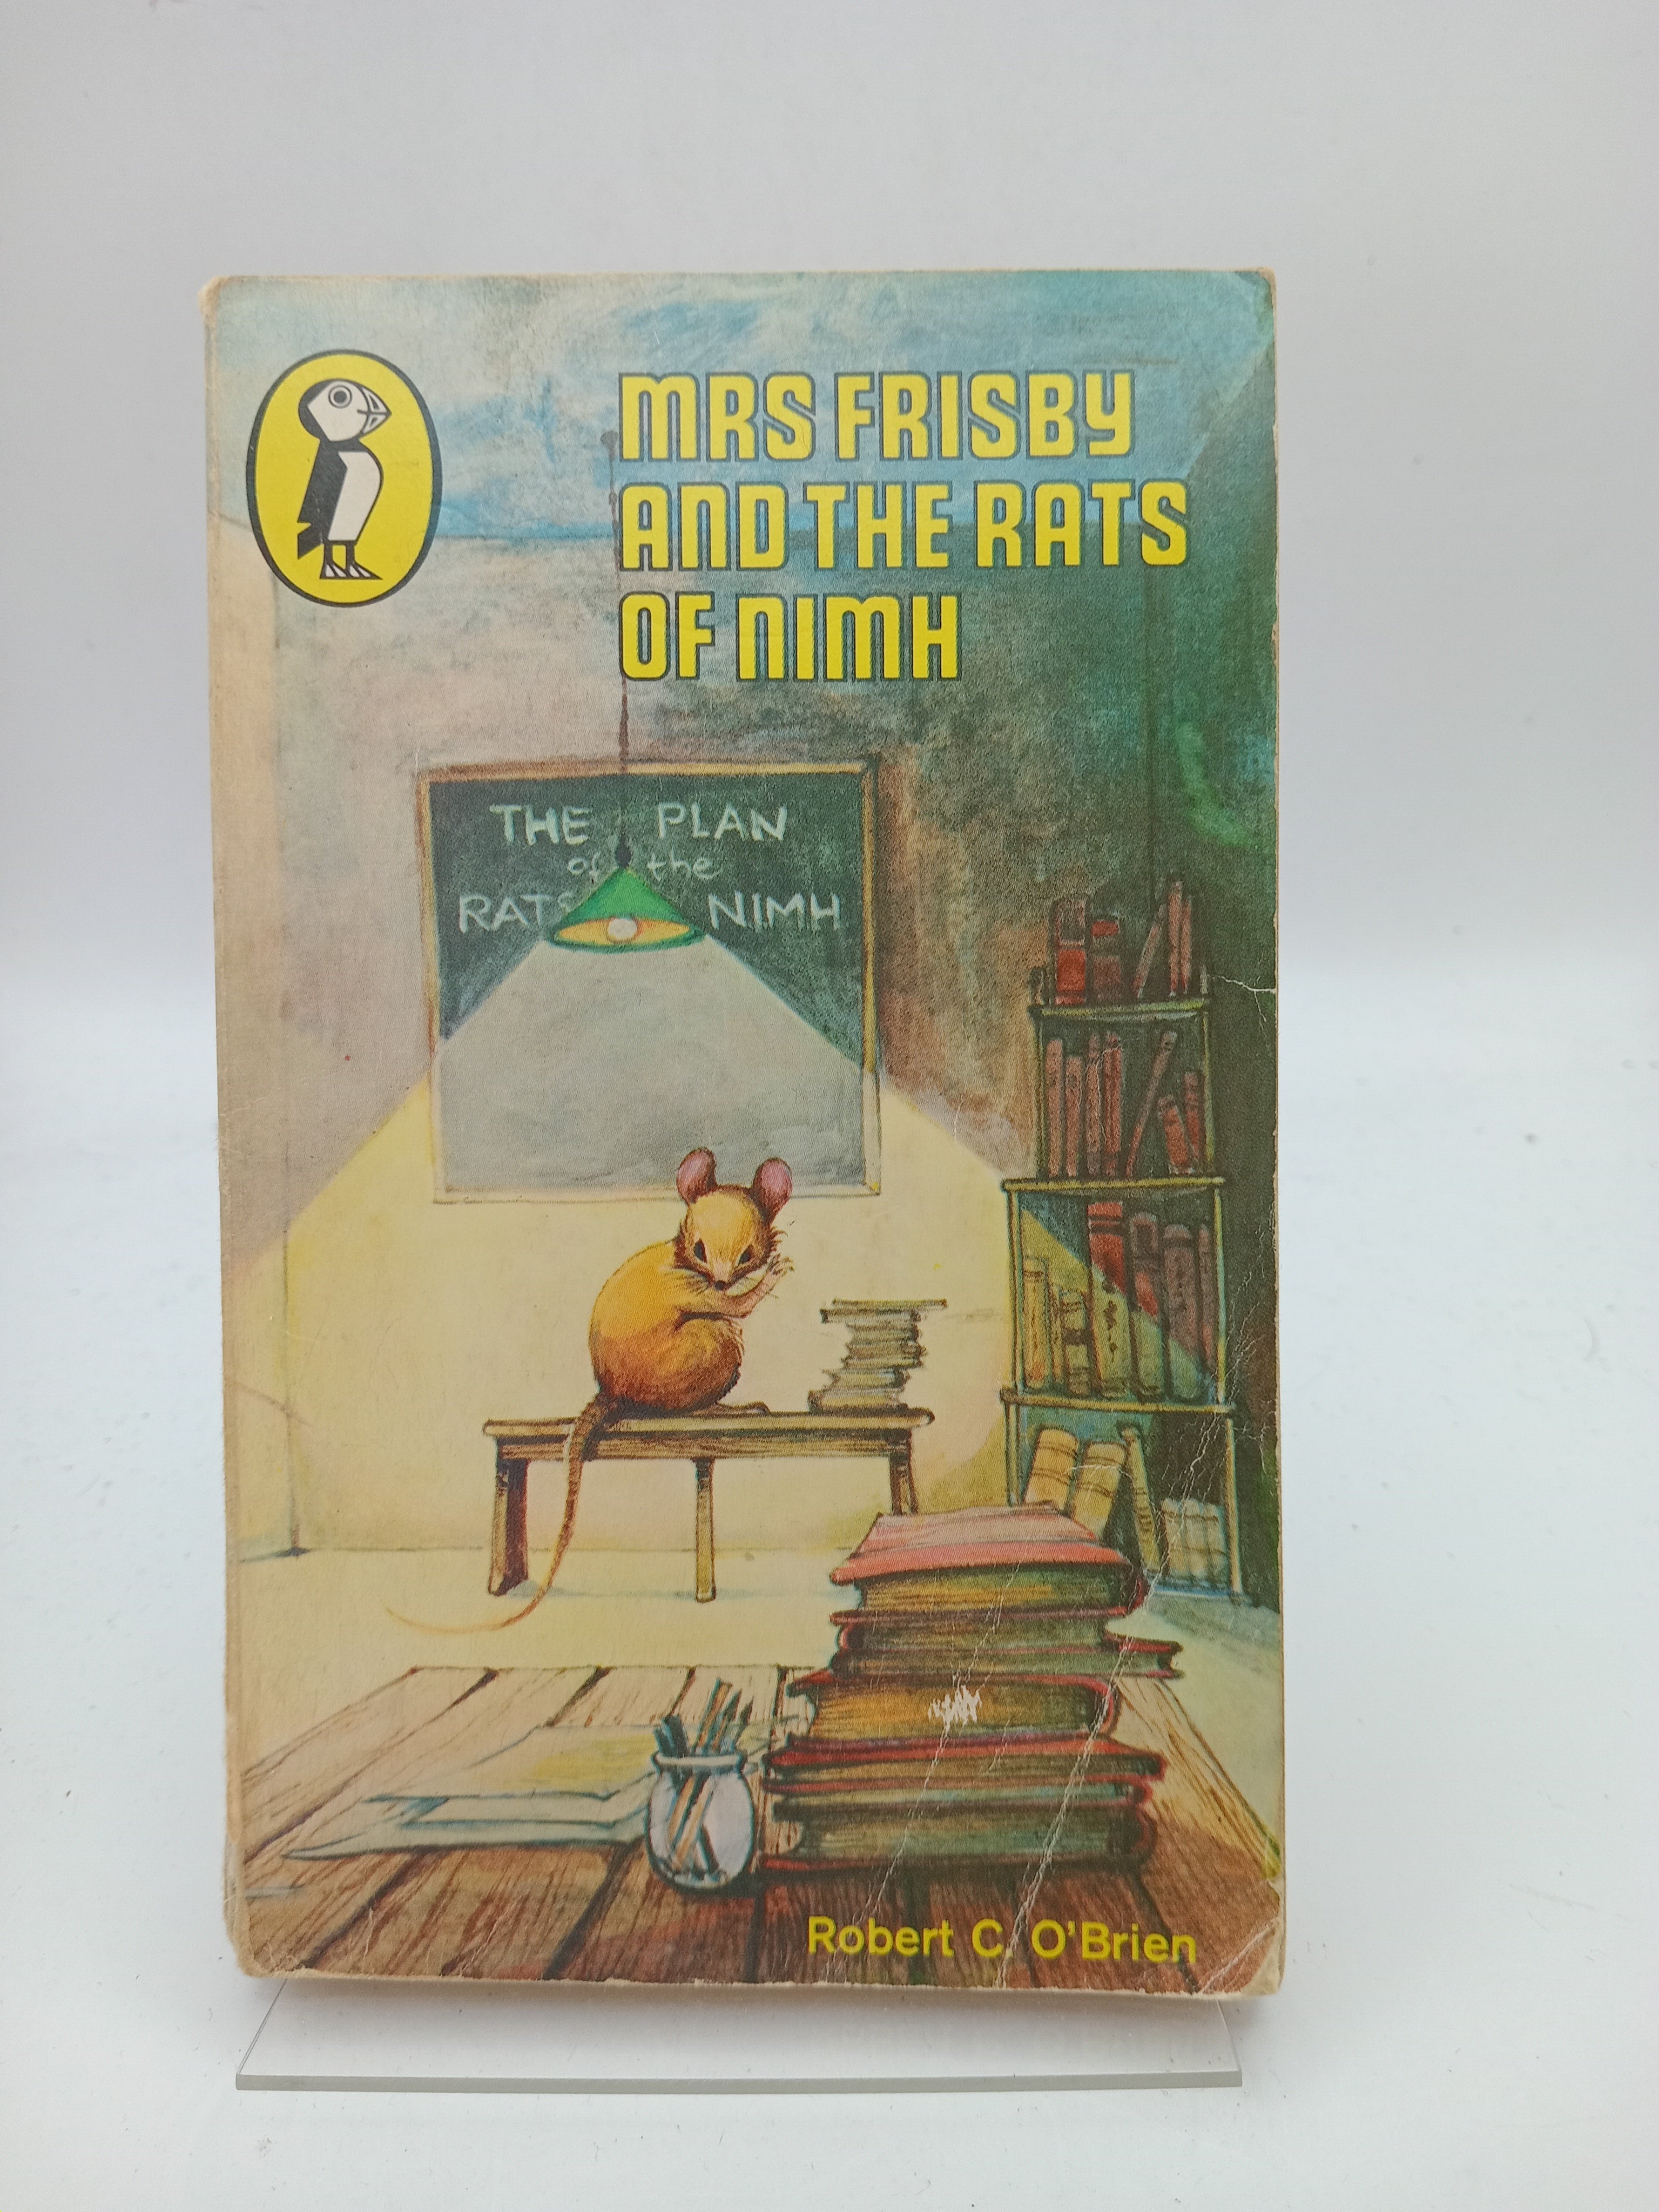 MRS FRISBY
AND THE RATS
OF NIMH
THE PLAN
of the
RATS NIMH
Robert C. O'Brien